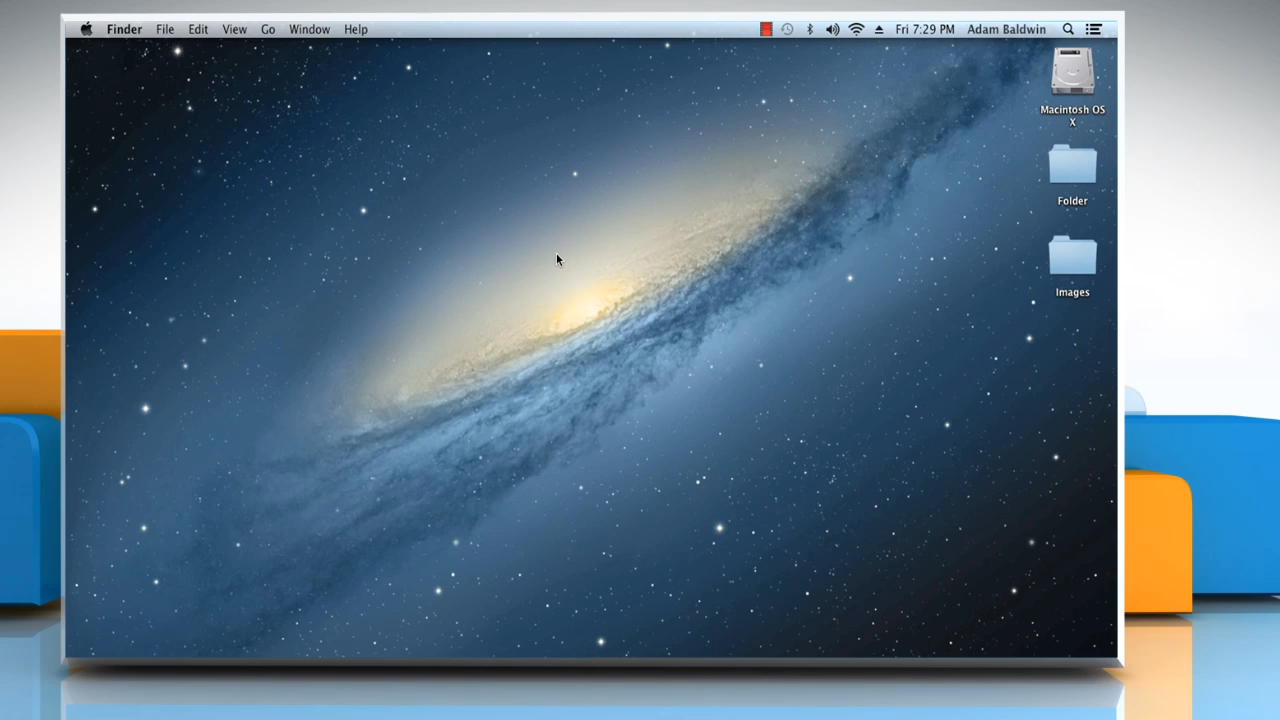 Finder File Edit View Go Window Help Fri 7:29 PM Adam Baldwin
Macintosh OS
X
Folder
Images